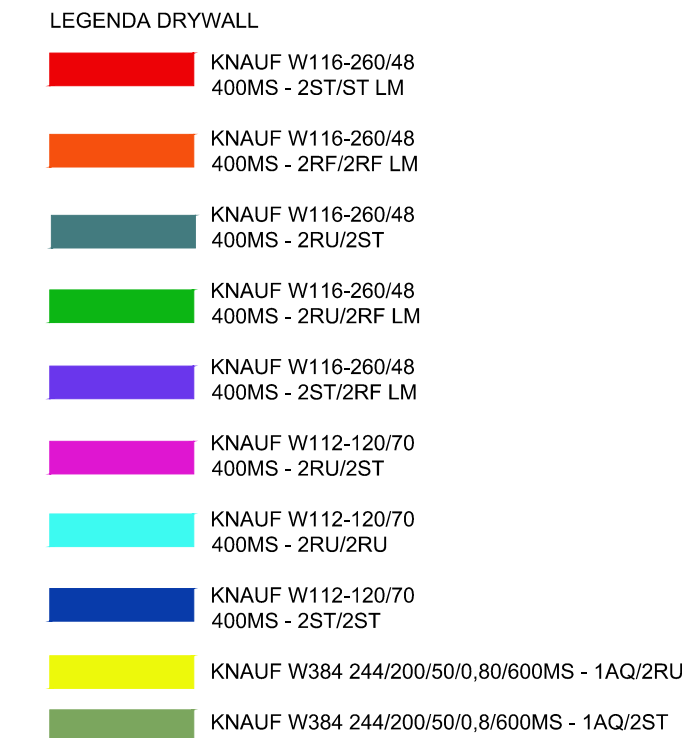 LEGENDA DRYWALL
KNAUF W116-260/48
400MS - 2ST/ST LM
KNAUF W116-260/48
400MS - 2RF/2RF LM
KNAUF W116-260/48
400MS - 2RU/2ST
KNAUF W116-260/48
400MS - 2RU/2RF LM
KNAUF W116-260/48
400MS - 2ST/2RF LM
KNAUF W112-120/70
400MS - 2RU/2ST
KNAUF W112-120/70
400MS - 2RU/2RU
KNAUF W112-120/70
400MS - 2ST/2ST
KNAUF W384 244/200/50/0,80/600MS - 1AQ/2RU
KNAUF W384 244/200/50/0,8/600MS - 1AQ/2ST